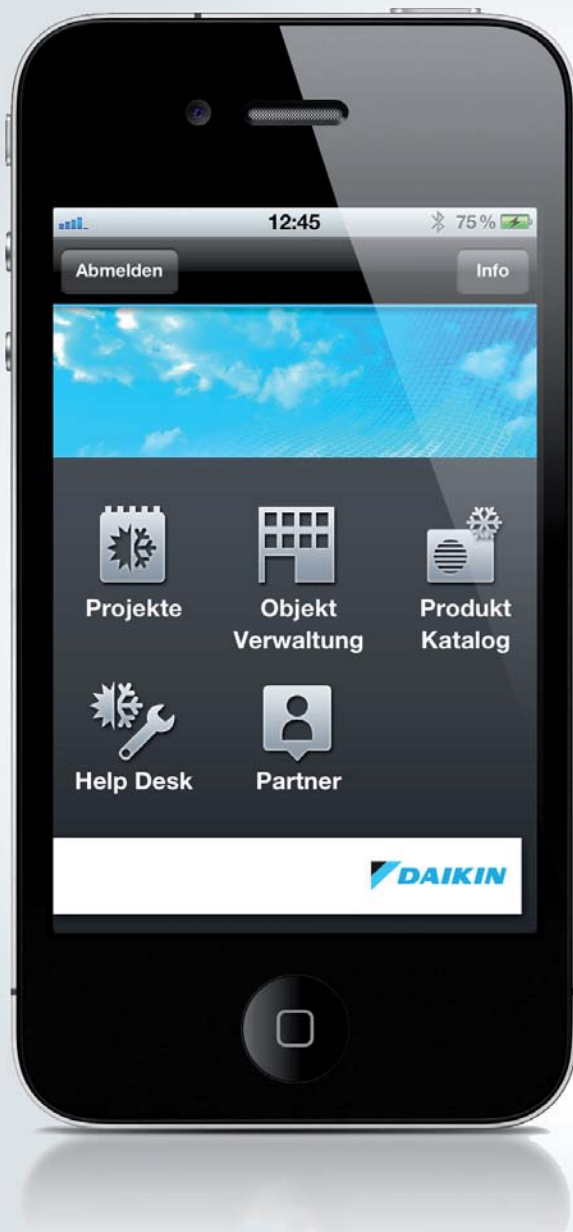 12:45
75%
Abmelden
Info
Projekte
Objekt
Verwaltung
Produkt
Katalog
Help Desk
Partner
DAIKIN